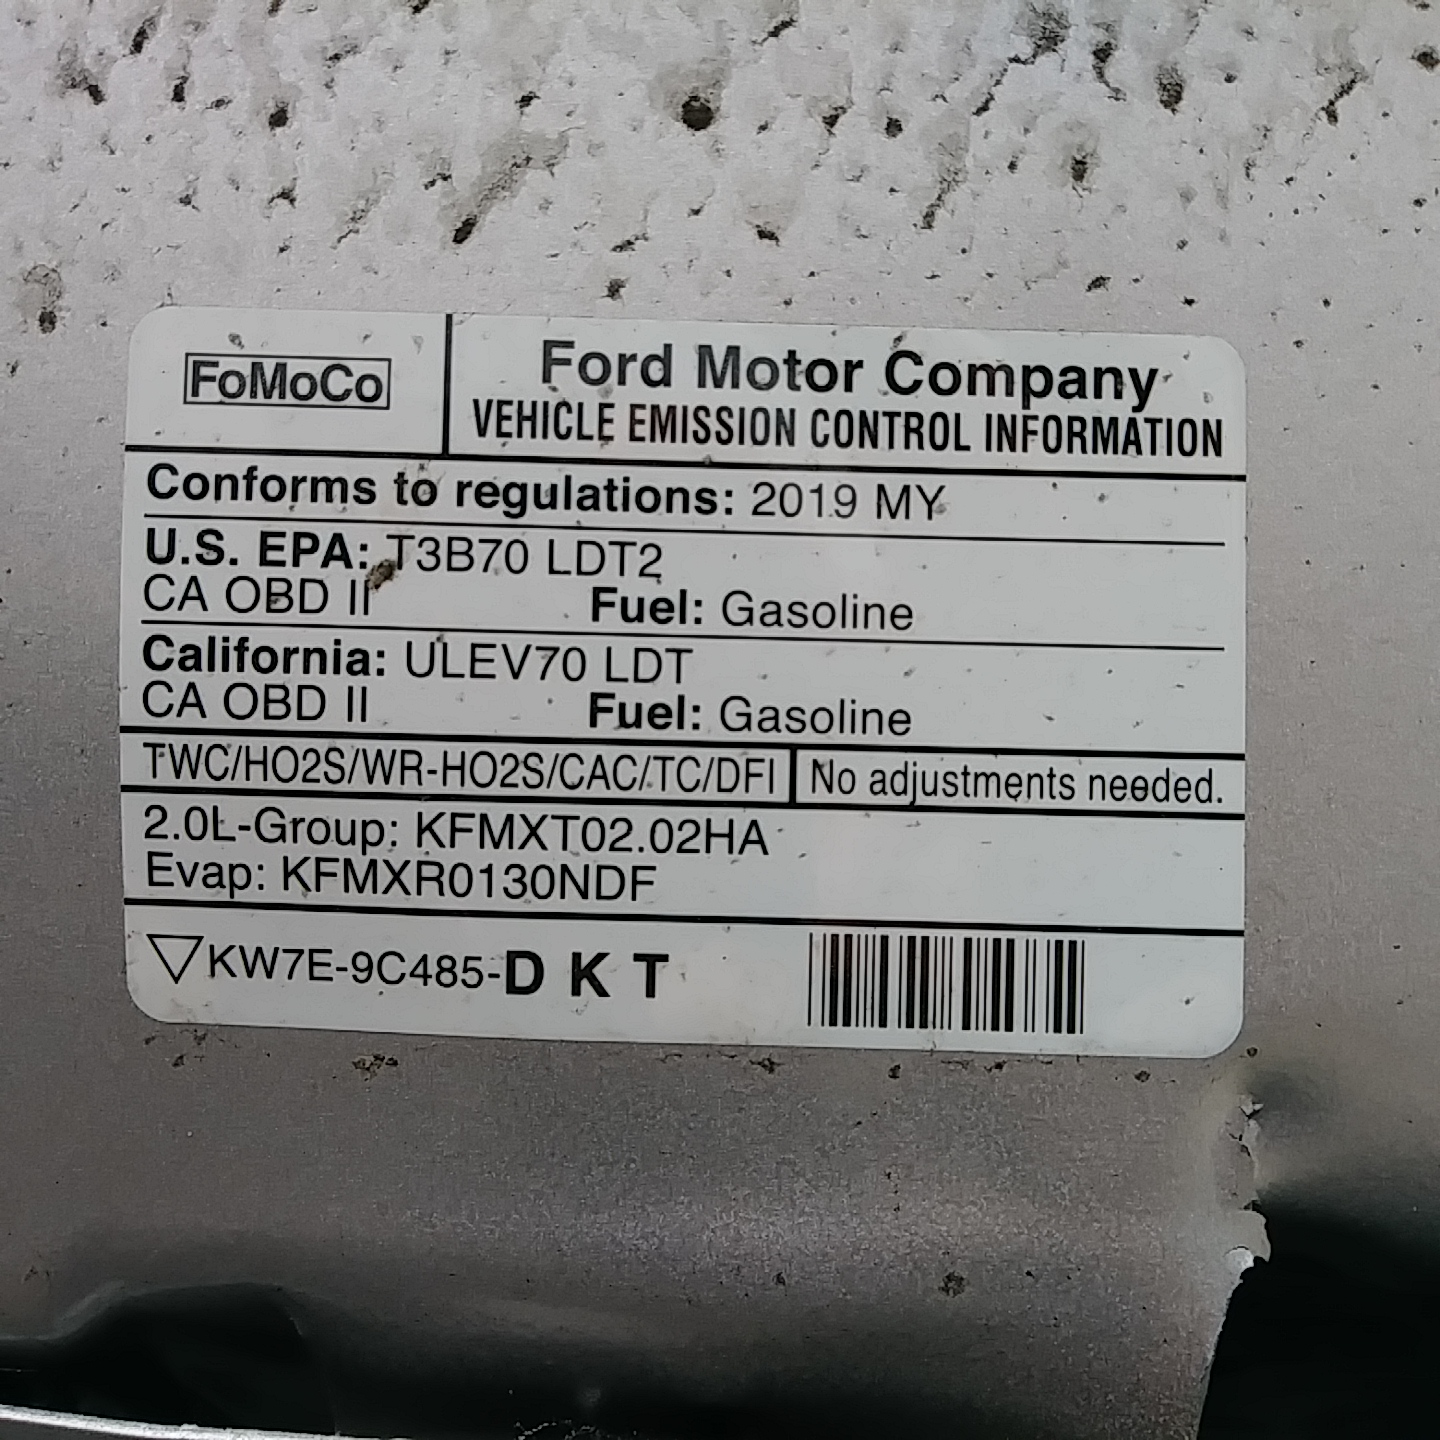 FoMoCo
Ford Motor Company
VEHICLE EMISSION CONTROL INFORMATION
Conforms to regulations: 2019 MY
U.S. EPA: T3B70 LDT2
CA OBD II Fuel: Gasoline
California: ULEV70 LDT
CA OBD II Fuel: Gasoline
TWC/HO2S/WR-HO2S/CAC/TC/DFI No adjustments needed.
2.0L-Group: KFMXT02.02HA
Evap: KFMXR0130NDF
▽KW7E-9C485-D K T